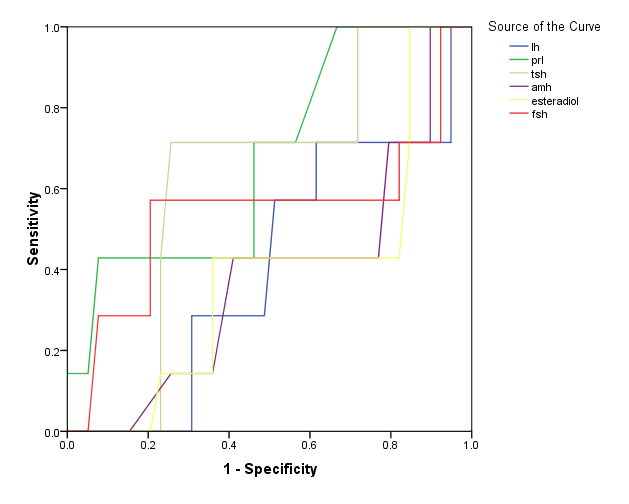 Source of the Curve
lh
prl
tsh
amh
esteradiol
fsh
1.0
0.8
0.6
0.4
0.2
0.0
Sensitivity
0.0 0.2 0.4 0.6 0.8 1.0
1 - Specificity